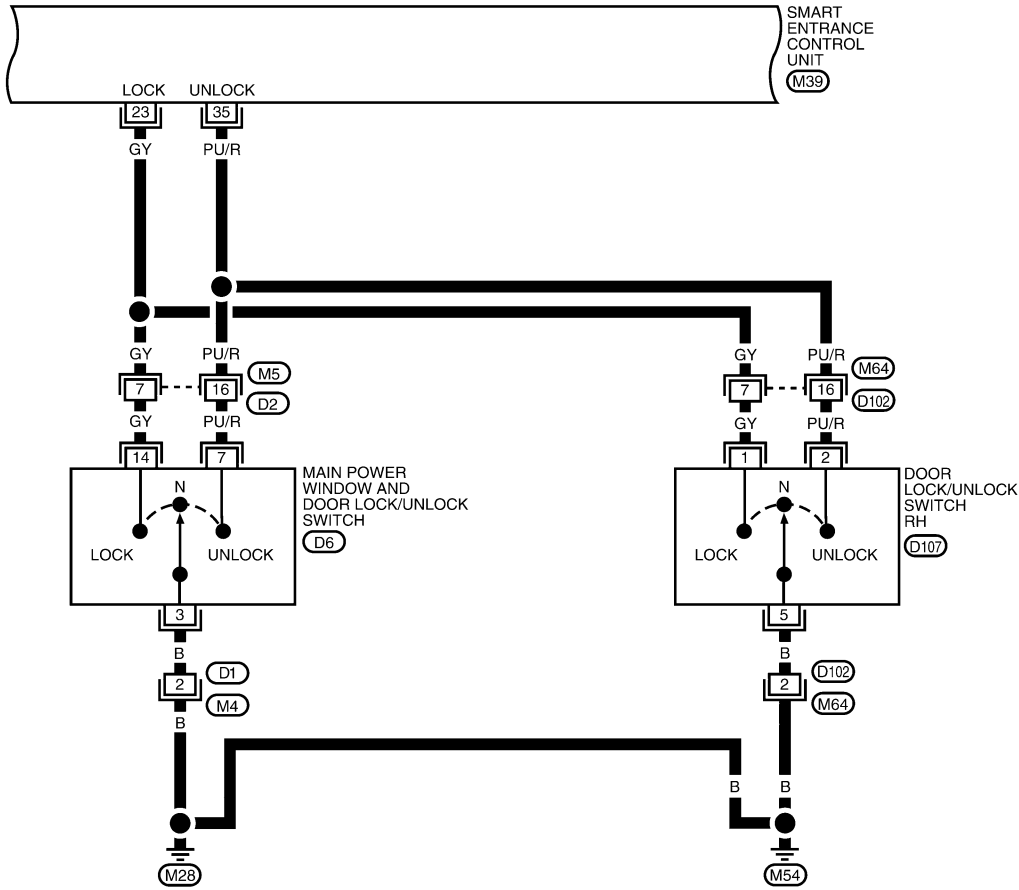 SMART
ENTRANCE
CONTROL
UNIT
M39
LOCK UNLOCK
23 35
GY PU/R
GY PU/R GY PU/R
7 16 M5 7 16 M64
D2 D102
GY PU/R GY PU/R
14 7 1 2
MAIN POWER
WINDOW AND
DOOR LOCK/UNLOCK
SWITCH
D6
N
LOCK UNLOCK
DOOR
LOCK/UNLOCK
SWITCH
RH
D107
N
LOCK UNLOCK
3 5
B B
2 D1 2 D102
M4 M64
B
B B
M28 M54